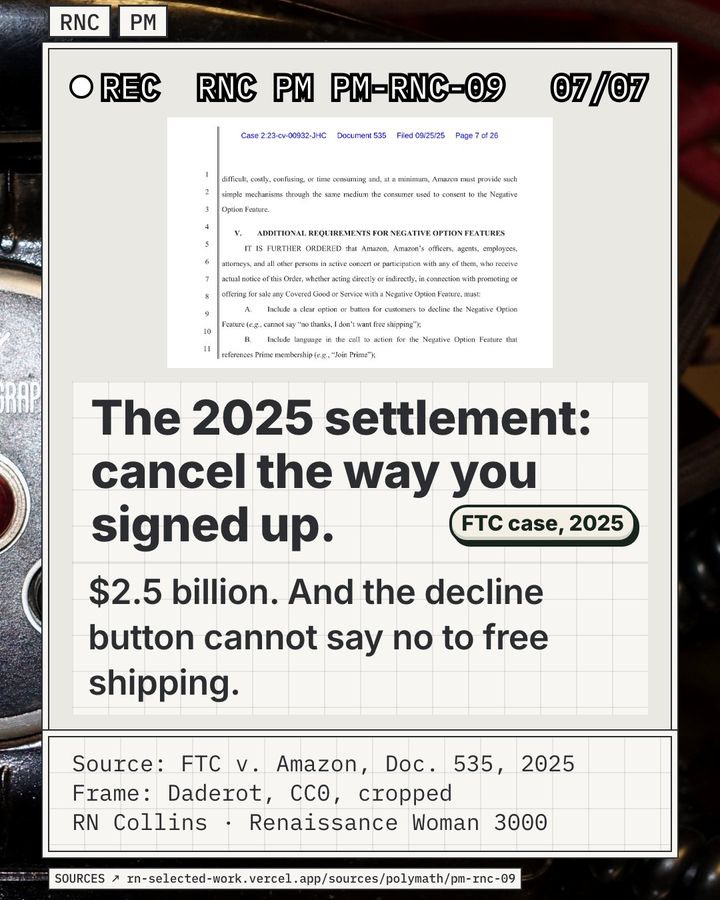 RNC PM
REC RNC PM PM-RNC-09 07/07
Case 2:23-cv-00932-JHC Document 535 Filed 09/25/25 Page 7 of 26
1 difficult, costly, confusing, or time consuming and, at a minimum, Amazon must provide such
2 simple mechanisms through the same medium the consumer used to consent to the Negative
3 Option Feature.
4 V. ADDITIONAL REQUIREMENTS FOR NEGATIVE OPTION FEATURES
5 IT IS FURTHER ORDERED that Amazon, Amazon's officers, agents, employees,
6 attorneys, and all other persons in active concert or participation with any of them, who receive
7 actual notice of this Order, whether acting directly or indirectly, in connection with promoting or
8 offering for sale any Covered Good or Service with a Negative Option Feature, must:
9 A. Include a clear option or button for customers to decline the Negative Option
10 Feature (e.g., cannot say "no thanks, I don't want free shipping");
11 B. Include language in the call to action for the Negative Option Feature that
references Prime membership (e.g., "Join Prime");
The 2025 settlement:
cancel the way you
signed up.
FTC case, 2025
$2.5 billion. And the decline
button cannot say no to free
shipping.
Source: FTC v. Amazon, Doc. 535, 2025
Frame: Daderot, CC0, cropped
RN Collins · Renaissance Woman 3000
SOURCES ↗ rn-selected-work.vercel.app/sources/polymath/pm-rnc-09